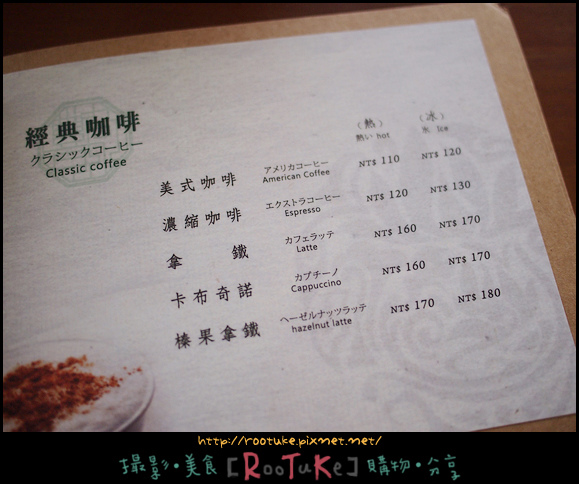 經典咖啡
クラシックコーヒー
Classic coffee
(熱) (冰)
熱い hot 氷 Ice
美式咖啡 アメリカコーヒー NT$ 110 NT$ 120
American Coffee
濃縮咖啡 エクストラコーヒー NT$ 120 NT$ 130
Espresso
拿鐵 カフェラッテ NT$ 160 NT$ 170
Latte
卡布奇諾 カプチーノ NT$ 160 NT$ 170
Cappuccino
榛果拿鐵 ヘーゼルナッツラッテ NT$ 170 NT$ 180
hazelnut latte
http://rootuke.pixnet.net/
攝影•美食[RooTuKe]購物•分享